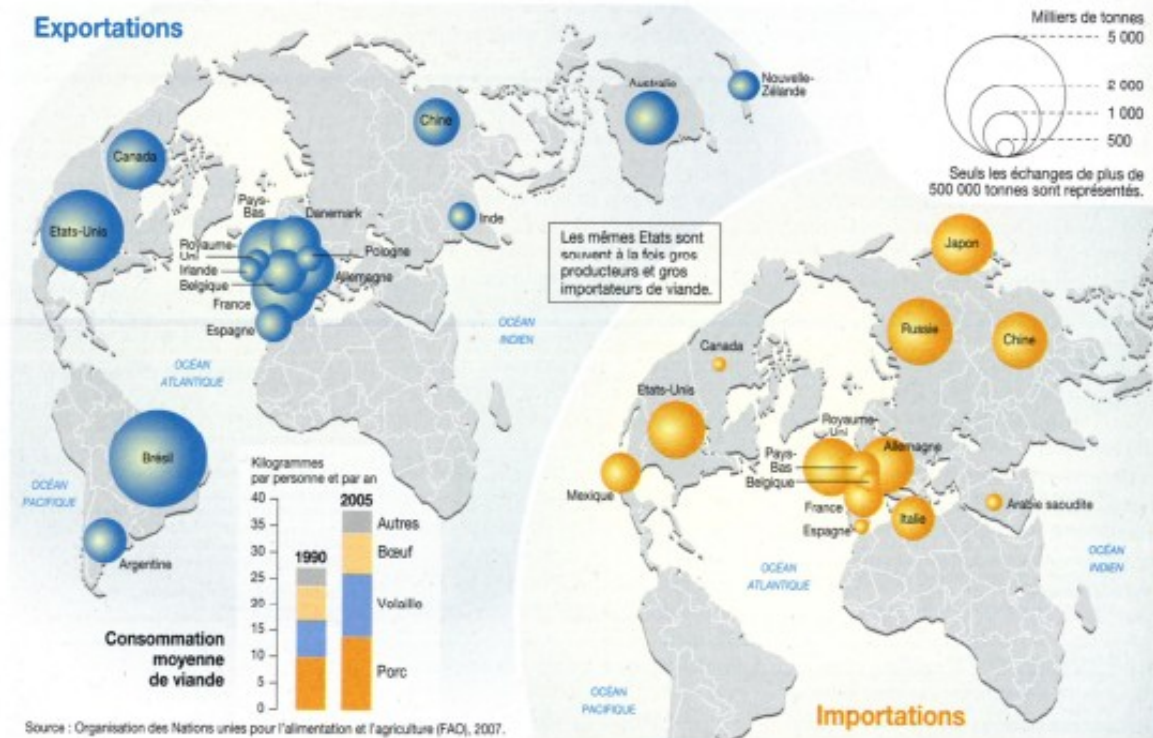 Exportations
Canada
Etats-Unis
Chine
Australie
Nouvelle-
Zélande
Inde
Pays-
Bas
Danemark
Royaume-
Uni
Pologne
Irlande
Allemagne
Belgique
France
Espagne
OCÉAN
ATLANTIQUE
OCÉAN
INDIEN
OCÉAN
PACIFIQUE
Brésil
Argentine
Milliers de tonnes
5 000
2 000
1 000
500
Seuls les échanges de plus de
500 000 tonnes sont représentés.
Les mêmes Etats sont
souvent à la fois gros
producteurs et gros
importateurs de viande.
Kilogrammes
par personne et par an
40
35
30
25
20
15
10
5
0
1990
2005
Autres
Bœuf
Volaille
Porc
Consommation
moyenne
de viande
Japon
Russie
Chine
Canada
Etats-Unis
Mexique
Royaume-
Uni
Allemagne
Pays-
Bas
Belgique
France
Espagne
Italie
Arabie saoudite
OCÉAN
ATLANTIQUE
OCÉAN
INDIEN
OCÉAN
PACIFIQUE
Importations
Source : Organisation des Nations unies pour l'alimentation et l'agriculture (FAO), 2007.